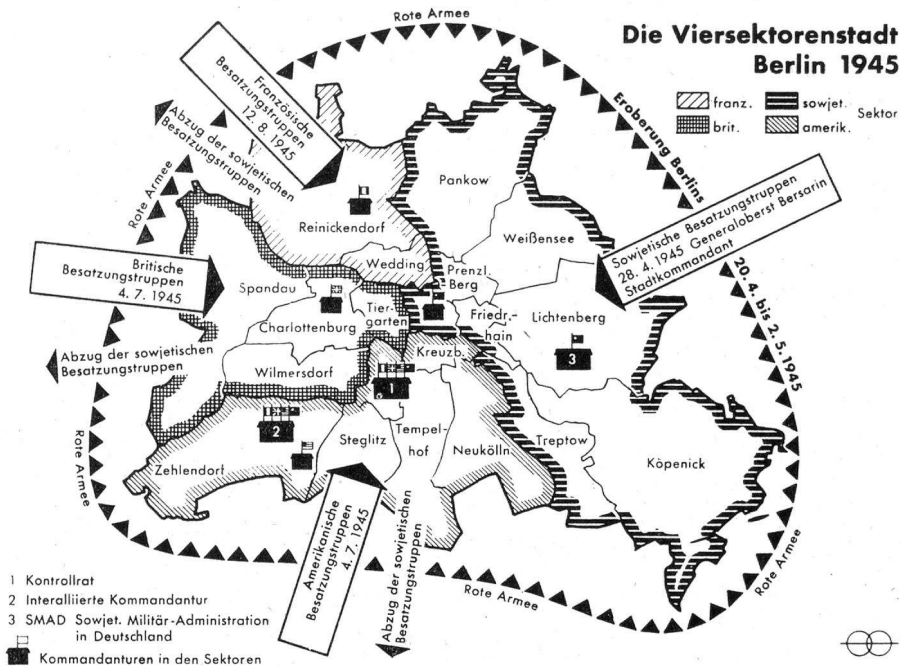 Die Viersektorenstadt
Berlin 1945
franz.
sowjet.
Sektor
brit.
amerik.
Rote Armee
Französische
Besatzungstruppen
12. 8. 1945
Abzug der sowjetischen
Besatzungstruppen
Rote Armee
Eroberung Berlins
20. 4. bis 2. 5. 1945
Sowjetische Besatzungstruppen
28. 4. 1945 Generaloberst Bersarin
Stadtkommandant
Britische
Besatzungstruppen
4. 7. 1945
Abzug der sowjetischen
Besatzungstruppen
Pankow
Reinickendorf
Weißensee
Wedding
Prenzl.
Berg
Spandau
Tier-
garten
Charlottenburg
Friedr.-
hain
Lichtenberg
Kreuzb.
3
Wilmersdorf
1
2
Zehlendorf
Steglitz
Tempel-
hof
Neukölln
Treptow
Köpenick
Rote Armee
Amerikanische
Besatzungstruppen
4. 7. 1945
Abzug der sowjetischen
Besatzungstruppen
Rote Armee
Rote Armee
1 Kontrollrat
2 Interalliierte Kommandantur
3 SMAD Sowjet. Militär-Administration
in Deutschland
Kommandanturen in den Sektoren